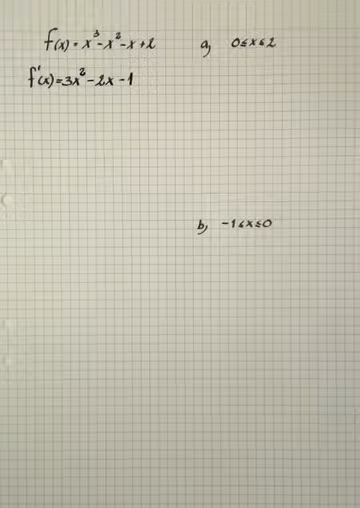 f(x) = x³-x²-x+2
a) 0≤x≤2
f'(x)=3x²-2x-1
b) -1≤x≤0